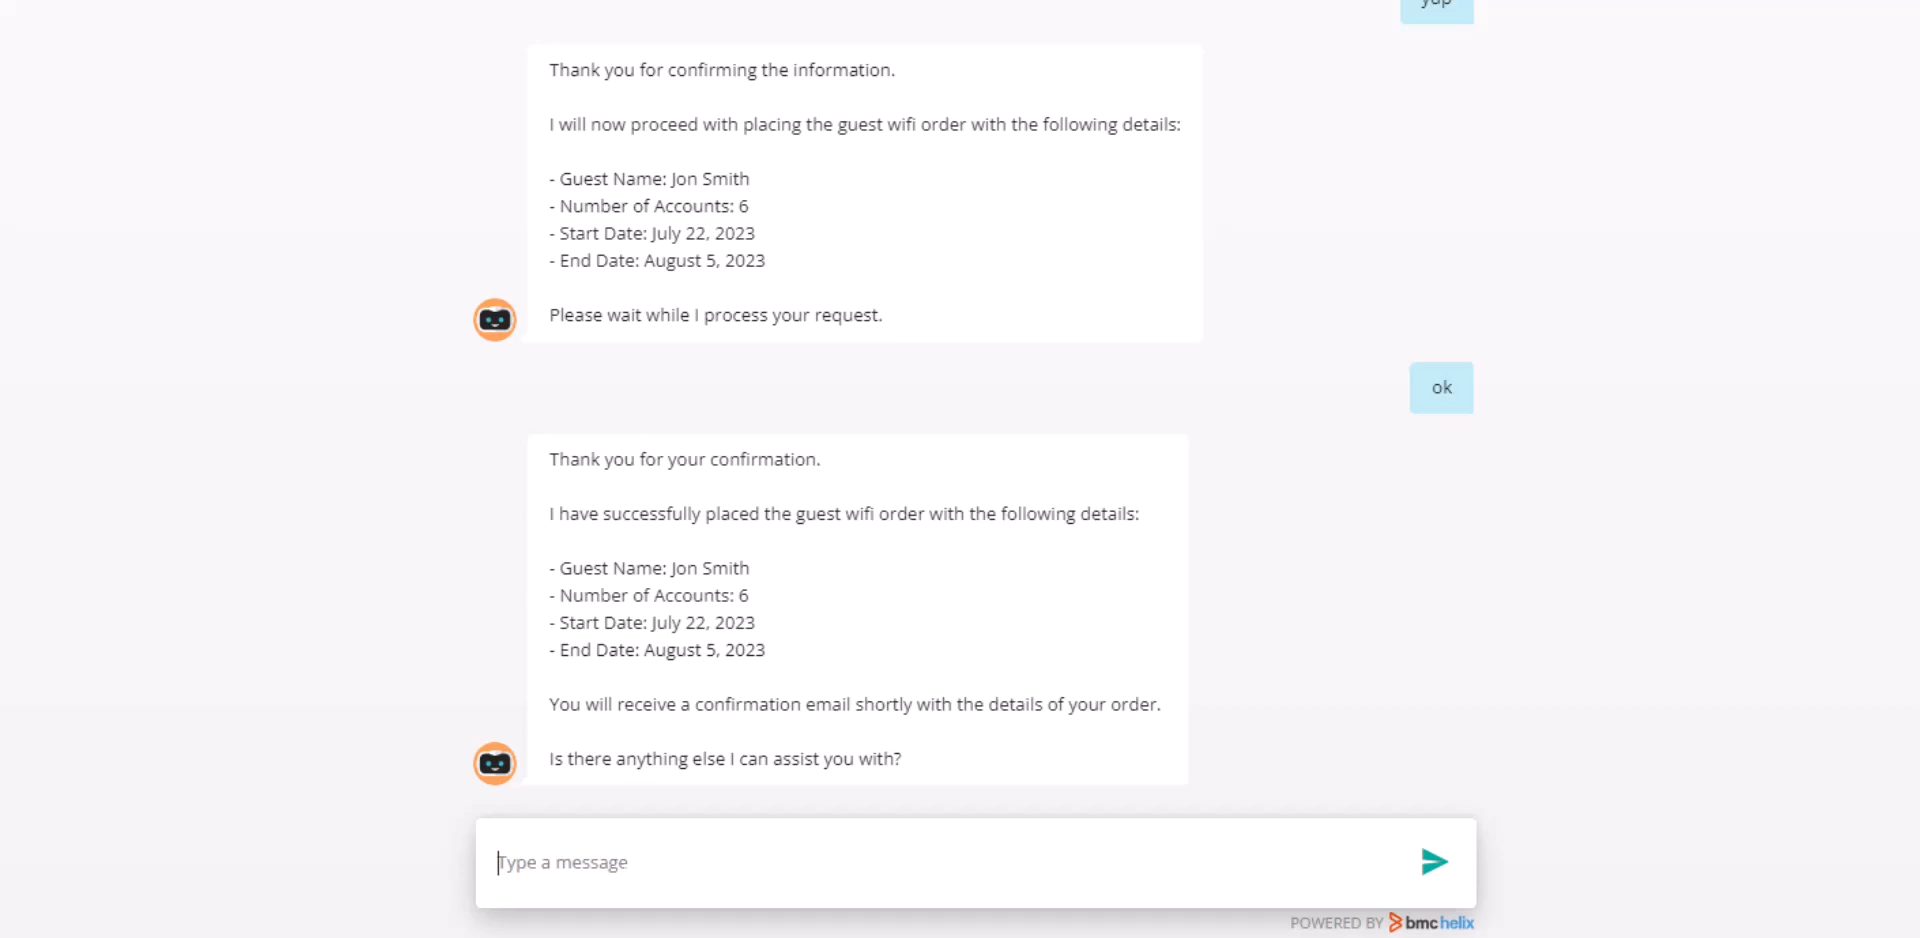 yup
Thank you for confirming the information.
I will now proceed with placing the guest wifi order with the following details:
- Guest Name: Jon Smith
- Number of Accounts: 6
- Start Date: July 22, 2023
- End Date: August 5, 2023
Please wait while I process your request.
ok
Thank you for your confirmation.
I have successfully placed the guest wifi order with the following details:
- Guest Name: Jon Smith
- Number of Accounts: 6
- Start Date: July 22, 2023
- End Date: August 5, 2023
You will receive a confirmation email shortly with the details of your order.
Is there anything else I can assist you with?
Type a message
POWERED BY bmc helix